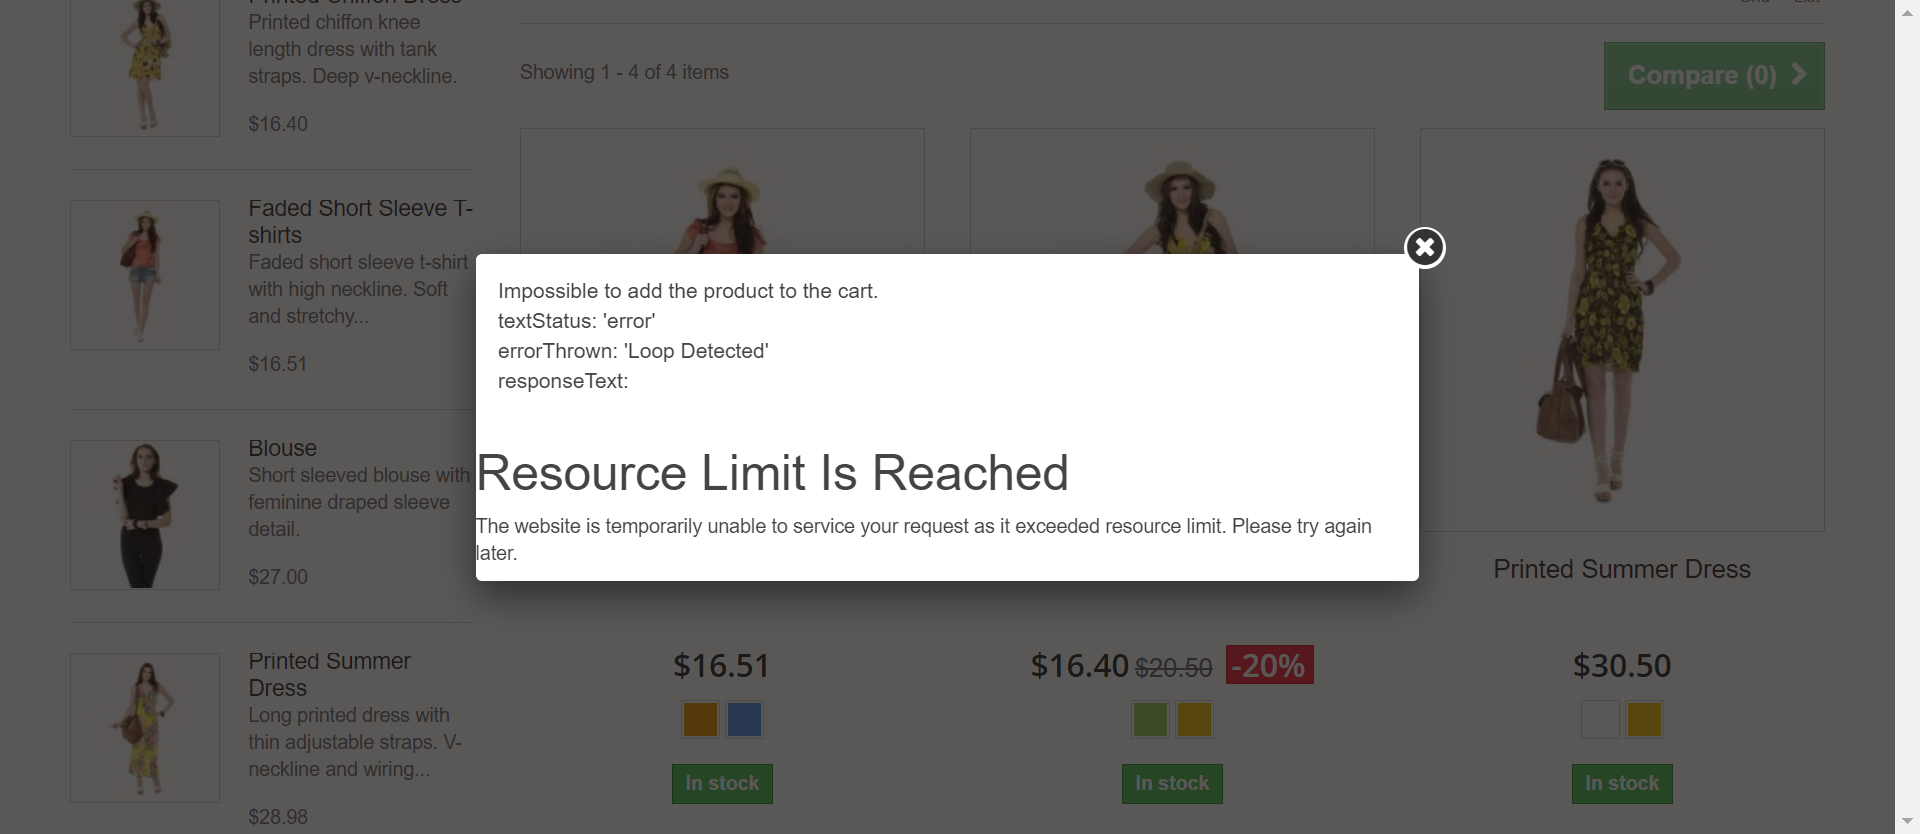 Printed Chiffon Dress
Printed chiffon knee
length dress with tank
straps. Deep v-neckline.
$16.40
Faded Short Sleeve T-
shirts
Faded short sleeve t-shirt
with high neckline. Soft
and stretchy...
$16.51
Blouse
Short sleeved blouse with
feminine draped sleeve
detail.
$27.00
Printed Summer
Dress
Long printed dress with
thin adjustable straps. V-
neckline and wiring...
$28.98
Grid List
Showing 1 - 4 of 4 items
Compare (0)
Impossible to add the product to the cart.
textStatus: 'error'
errorThrown: 'Loop Detected'
responseText:
Resource Limit Is Reached
The website is temporarily unable to service your request as it exceeded resource limit. Please try again
later.
Printed Summer Dress
$16.51
$16.40 $20.50 -20%
$30.50
In stock
In stock
In stock